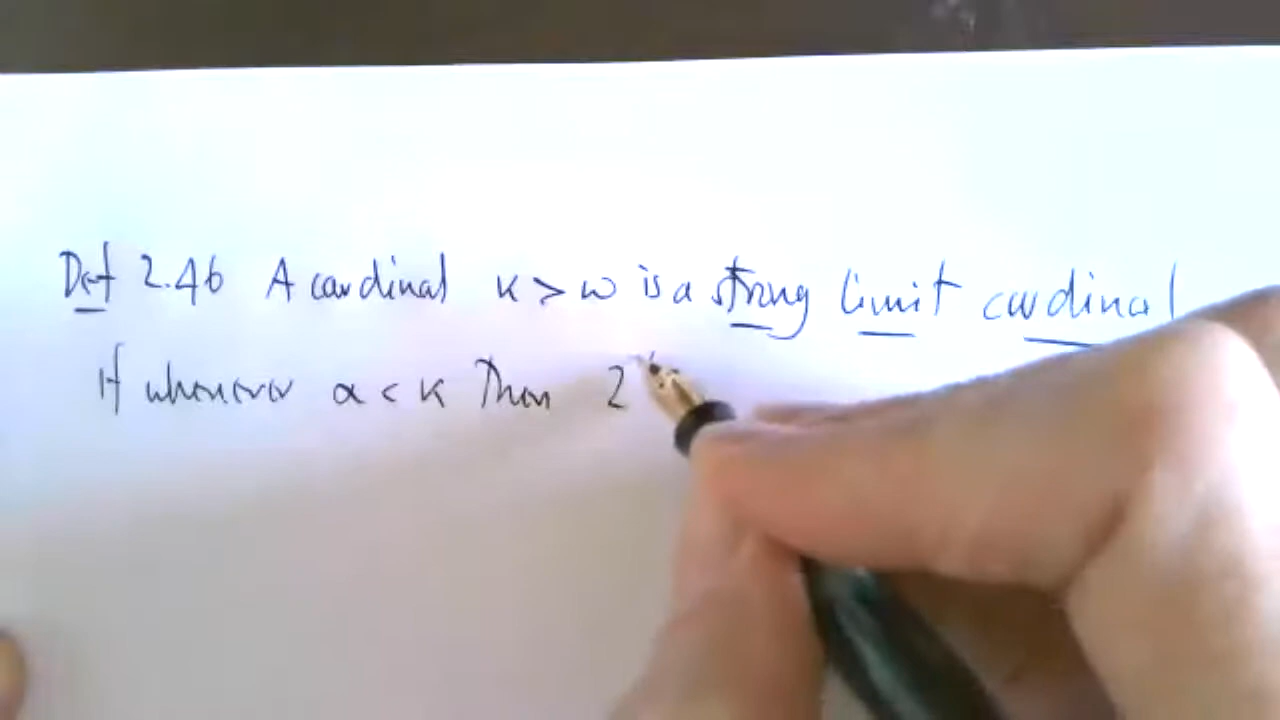 Def 2.46 A cardinal κ > ω is a strong limit cardinal
If whenever α < κ Then 2